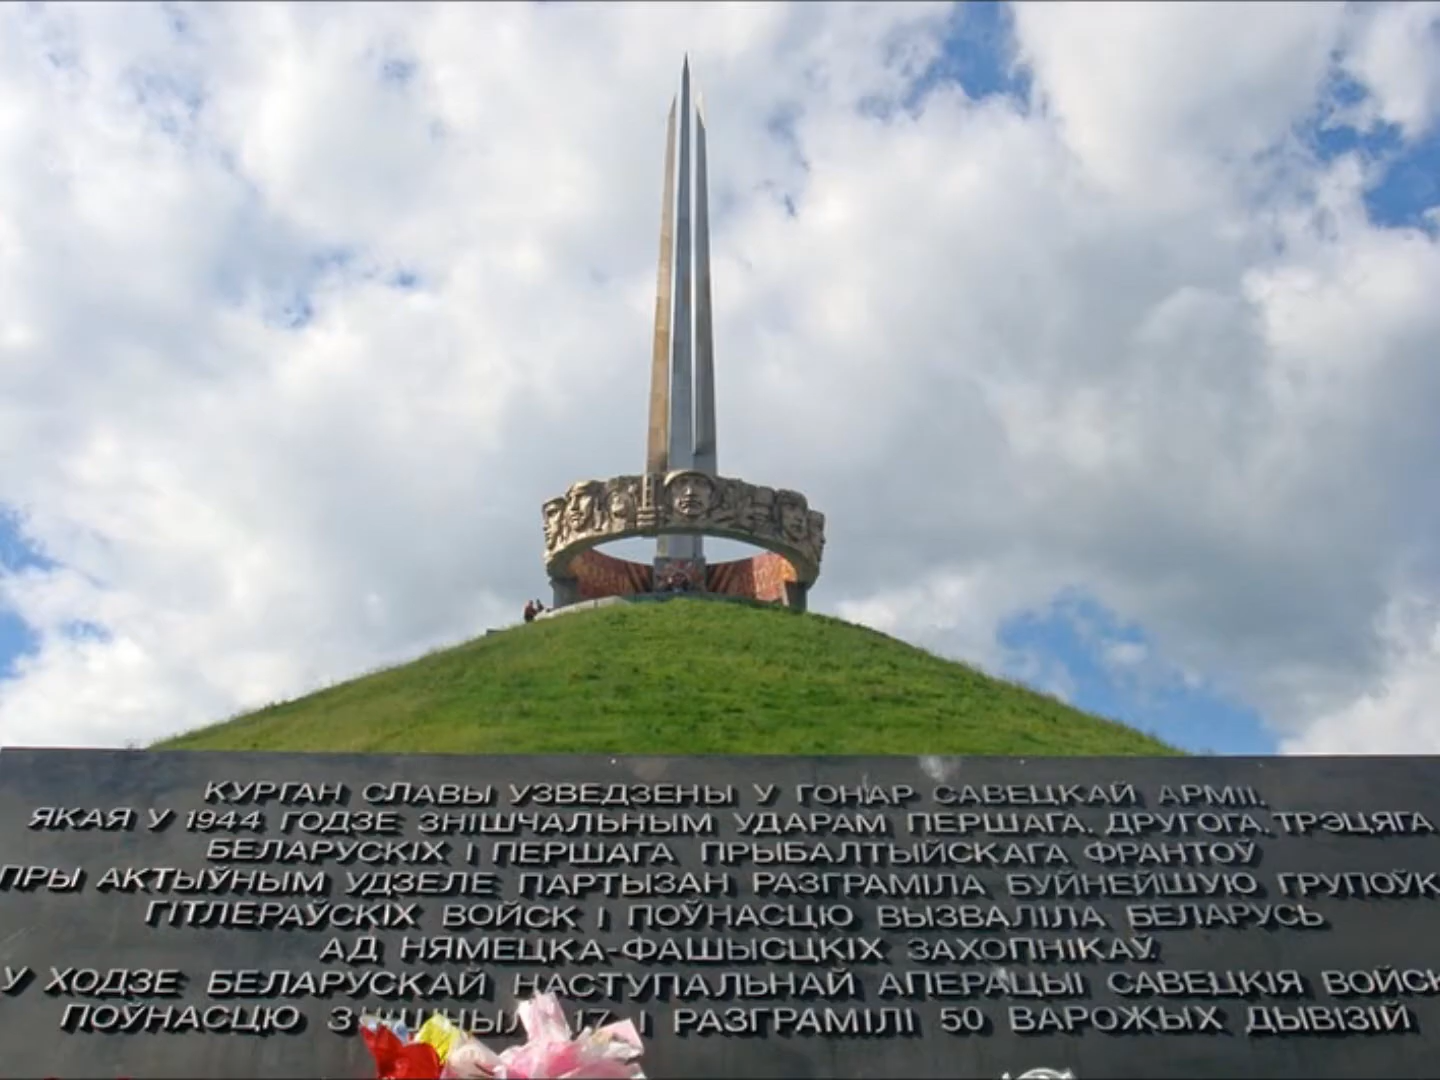 КУРГАН СЛАВЫ УЗВЕДЗЕНЫ У ГОНАР САВЕЦКАЙ АРМІІ,
ЯКАЯ У 1944 ГОДЗЕ ЗНІШЧАЛЬНЫМ УДАРАМ ПЕРШАГА, ДРУГОГА, ТРЭЦЯГА
БЕЛАРУСКІХ І ПЕРШАГА ПРЫБАЛТЫЙСКАГА ФРАНТОЎ
ПРЫ АКТЫЎНЫМ УДЗЕЛЕ ПАРТЫЗАН РАЗГРАМІЛА БУЙНЕЙШУЮ ГРУПОЎК
ГІТЛЕРАЎСКІХ ВОЙСК І ПОЎНАСЦЮ ВЫЗВАЛІЛА БЕЛАРУСЬ
АД НЯМЕЦКА-ФАШЫСЦКІХ ЗАХОПНІКАЎ.
У ХОДЗЕ БЕЛАРУСКАЙ НАСТУПАЛЬНАЙ АПЕРАЦЫІ САВЕЦКІЯ ВОЙСК
ПОЎНАСЦЮ 17 І РАЗГРАМІЛІ 50 ВАРОЖЫХ ДЫВІЗІЙ